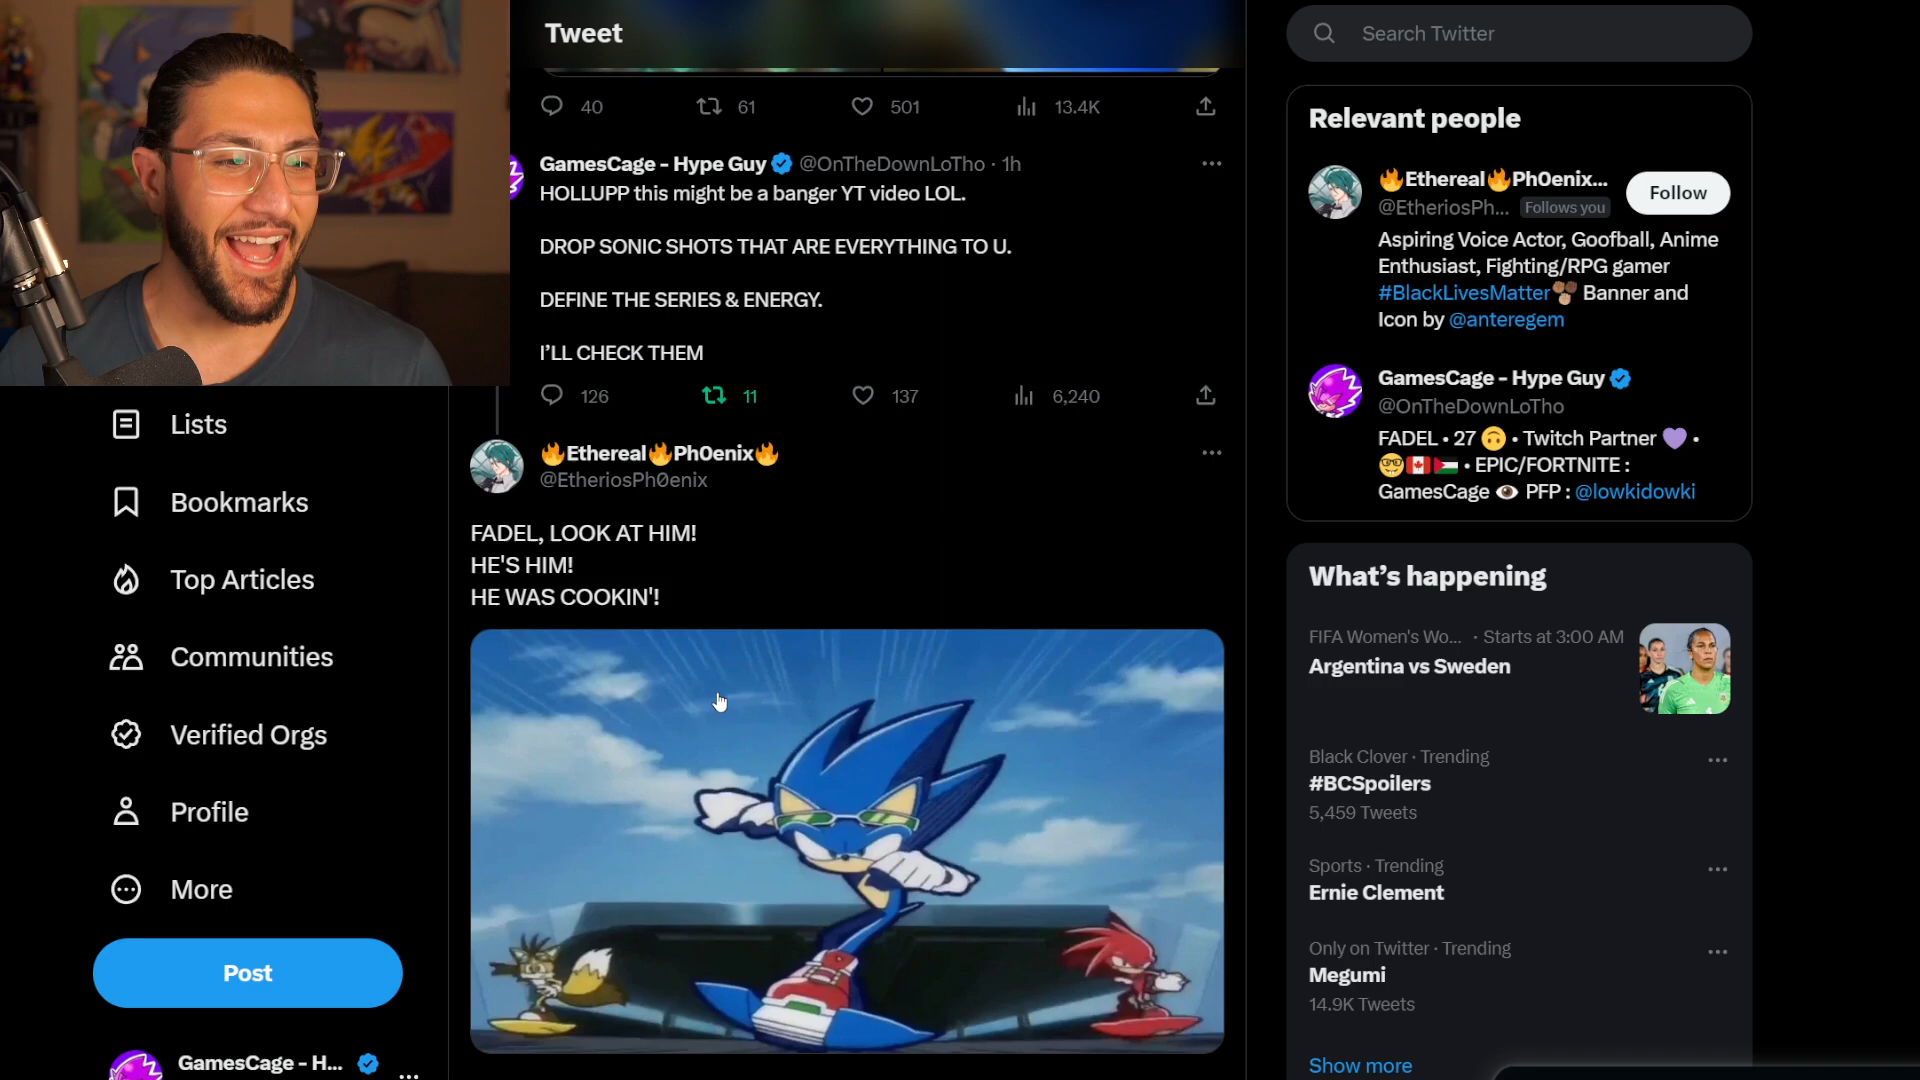 Tweet
40
61
501
13.4K
GamesCage - Hype Guy @OnTheDownLoTho · 1h
HOLLUPP this might be a banger YT video LOL.
DROP SONIC SHOTS THAT ARE EVERYTHING TO U.
DEFINE THE SERIES & ENERGY.
I’LL CHECK THEM
126
11
137
6,240
🔥Ethereal🔥Ph0enix🔥
@EtheriosPh0enix
FADEL, LOOK AT HIM!
HE'S HIM!
HE WAS COOKIN'!
Lists
Bookmarks
Top Articles
Communities
Verified Orgs
Profile
More
Post
GamesCage - H...
Search Twitter
Relevant people
🔥Ethereal🔥Ph0enix...
@EtheriosPh... Follows you
Follow
Aspiring Voice Actor, Goofball, Anime
Enthusiast, Fighting/RPG gamer
#BlackLivesMatter Banner and
Icon by @anteregem
GamesCage - Hype Guy
@OnTheDownLoTho
FADEL • 27 🙃 • Twitch Partner 💜 •
🤓🇨🇦🇵🇸 • EPIC/FORTNITE :
GamesCage 👁 PFP : @lowkidowki
What’s happening
FIFA Women's Wo... · Starts at 3:00 AM
Argentina vs Sweden
Black Clover · Trending
#BCSpoilers
5,459 Tweets
Sports · Trending
Ernie Clement
Only on Twitter · Trending
Megumi
14.9K Tweets
Show more